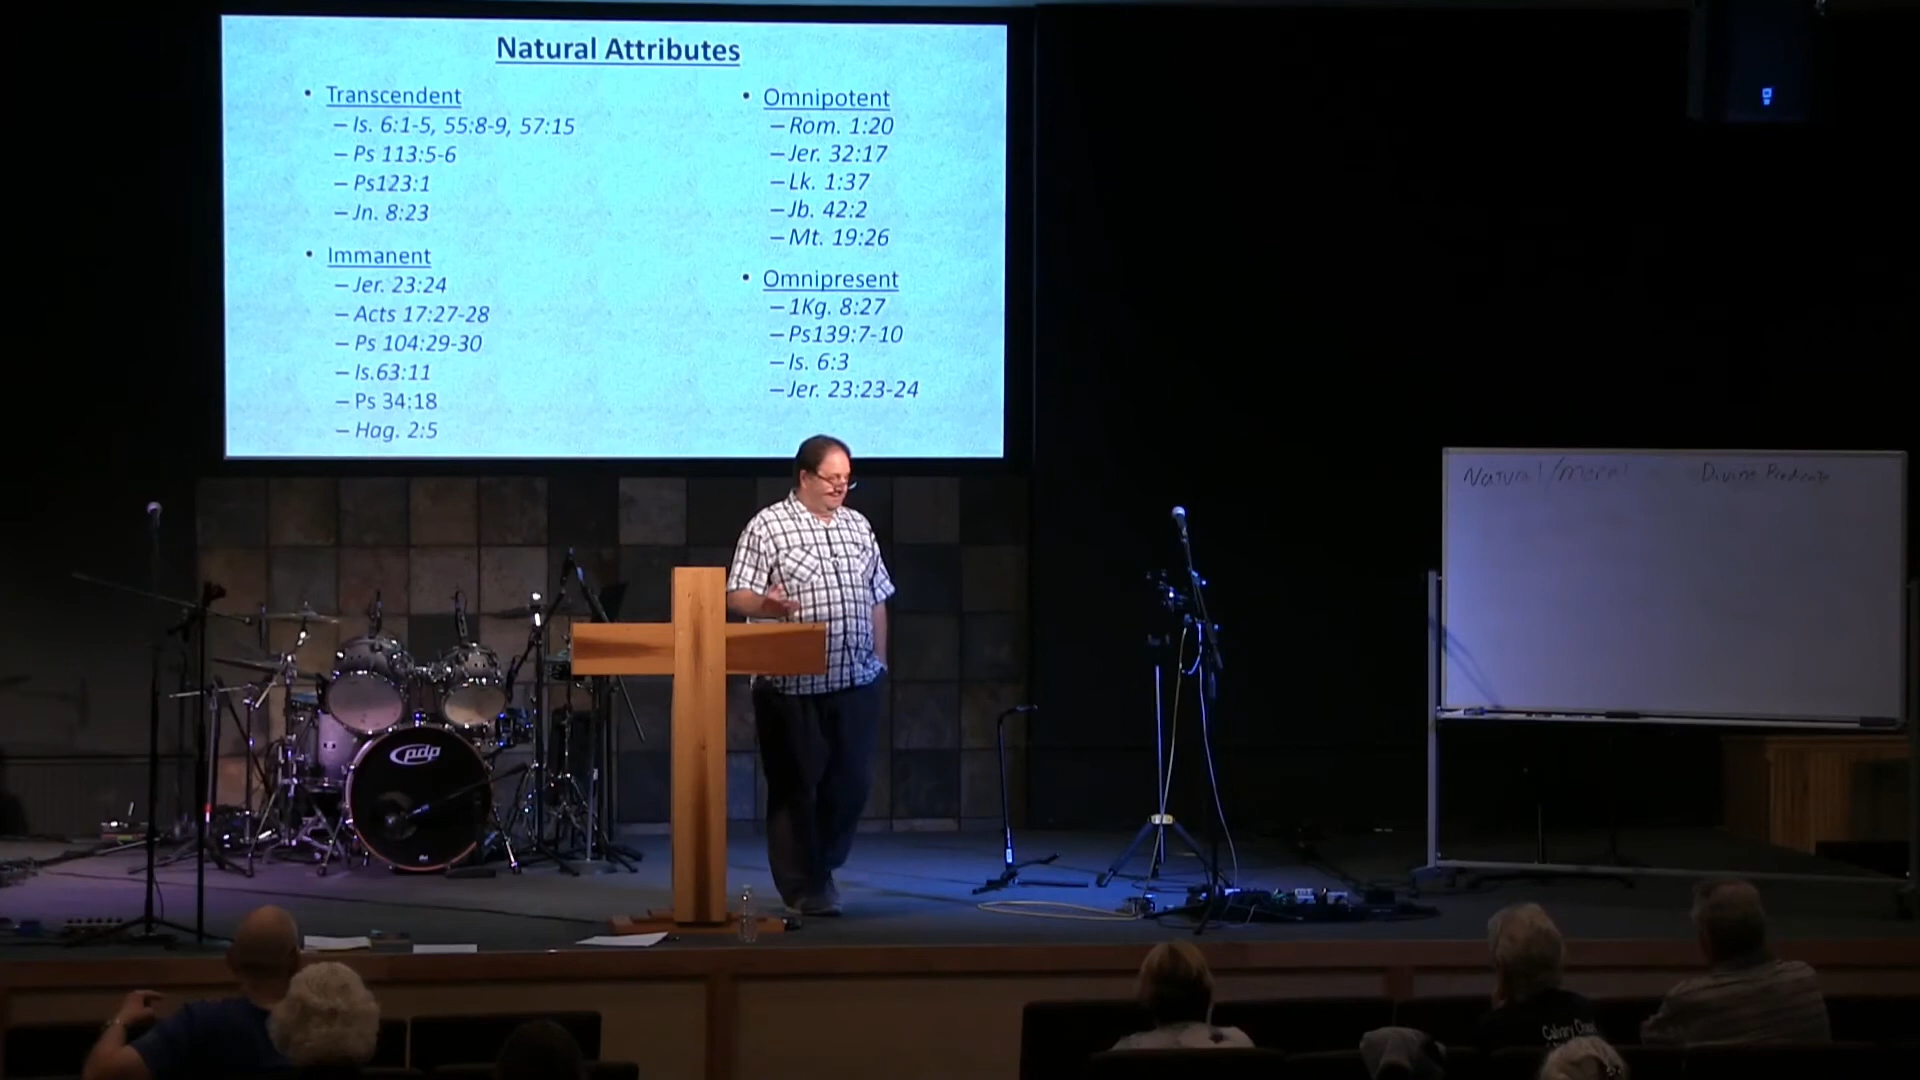 Natural Attributes
• Transcendent
– Is. 6:1-5, 55:8-9, 57:15
– Ps 113:5-6
– Ps123:1
– Jn. 8:23
• Immanent
– Jer. 23:24
– Acts 17:27-28
– Ps 104:29-30
– Is.63:11
– Ps 34:18
– Hag. 2:5
• Omnipotent
– Rom. 1:20
– Jer. 32:17
– Lk. 1:37
– Jb. 42:2
– Mt. 19:26
• Omnipresent
– 1Kg. 8:27
– Ps139:7-10
– Is. 6:3
– Jer. 23:23-24
Natural/moral
Divine
pdp
Calvary